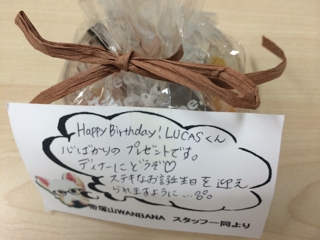 Happy Birthday! LUCASくん
心ばかりのプレゼントです。
ディナーにどうぞ♡
ステキなお誕生日を迎え
られますように…。
帝塚山WANBANA スタッフ一同より